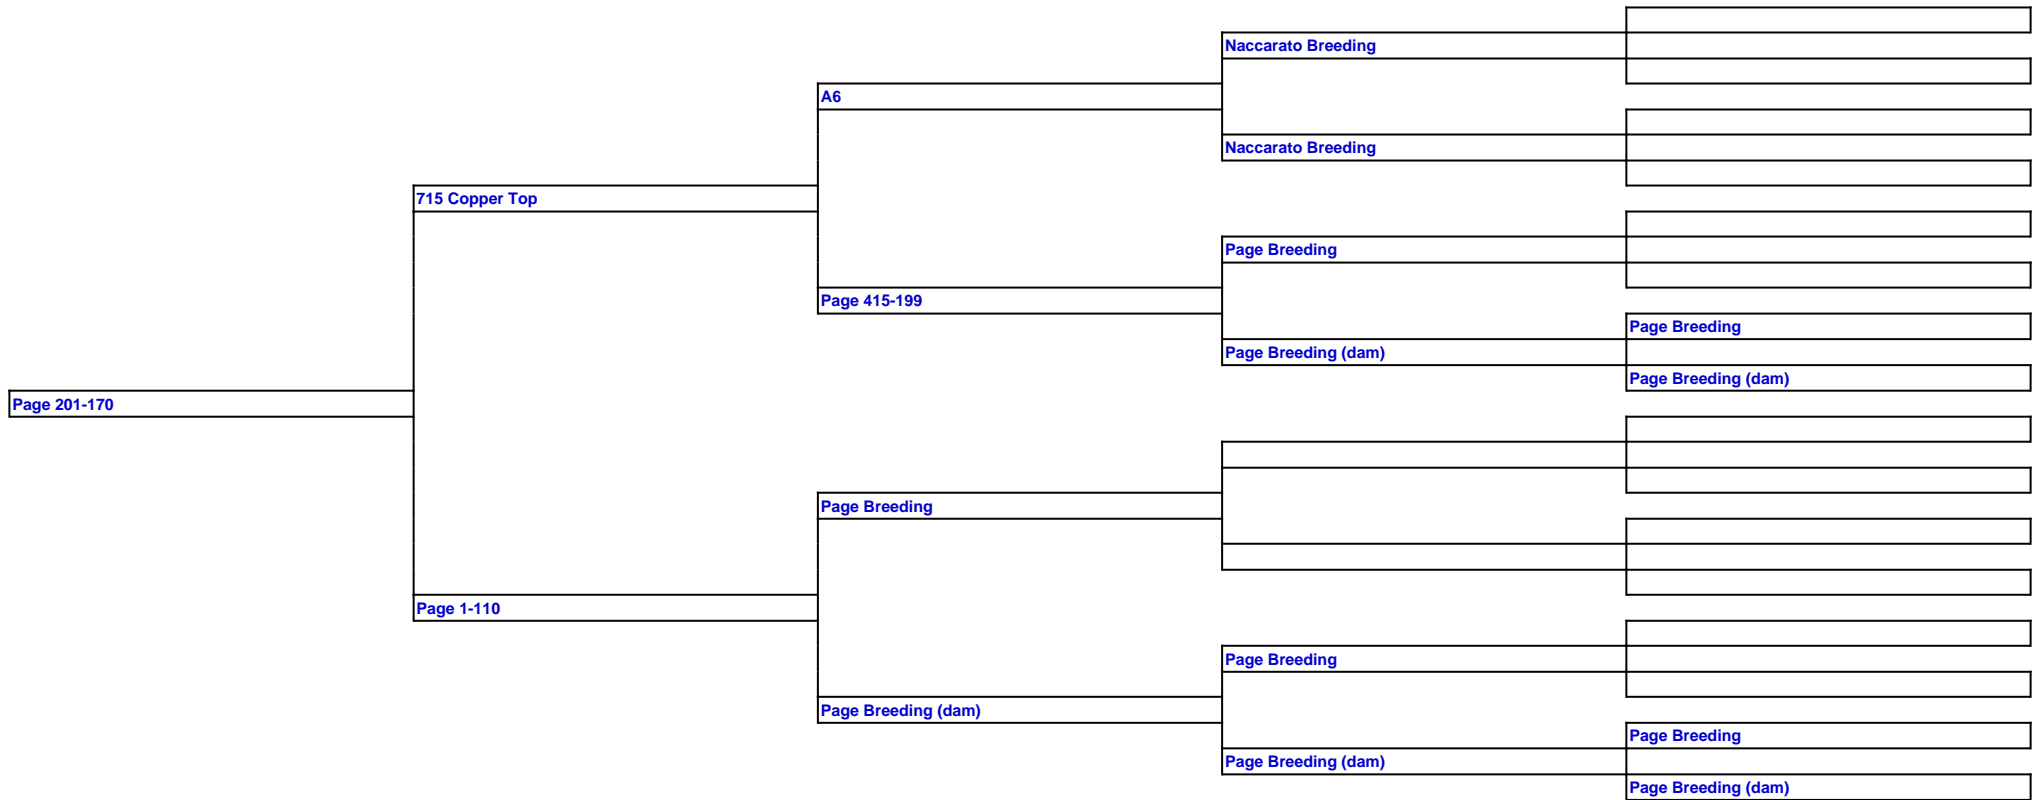 Naccarato Breeding
A6
Naccarato Breeding
715 Copper Top
Page Breeding
Page 415-199
Page Breeding
Page Breeding (dam)
Page Breeding (dam)
Page 201-170
Page Breeding
Page 1-110
Page Breeding
Page Breeding (dam)
Page Breeding
Page Breeding (dam)
Page Breeding (dam)